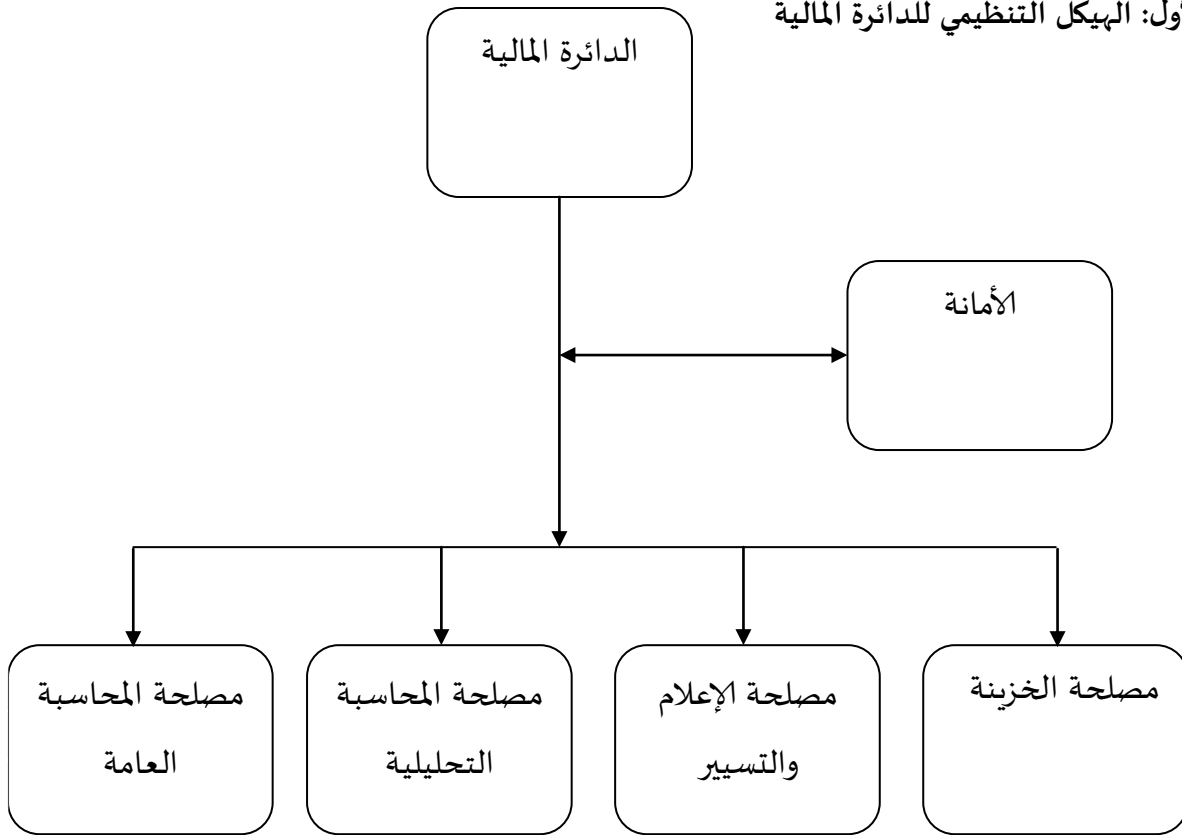 أول: الهيكل التنظيمي للدائرة المالية
الدائرة المالية
الأمانة
مصلحة الخزينة
مصلحة الإعلام
والتسيير
مصلحة المحاسبة
التحليلية
مصلحة المحاسبة
العامة